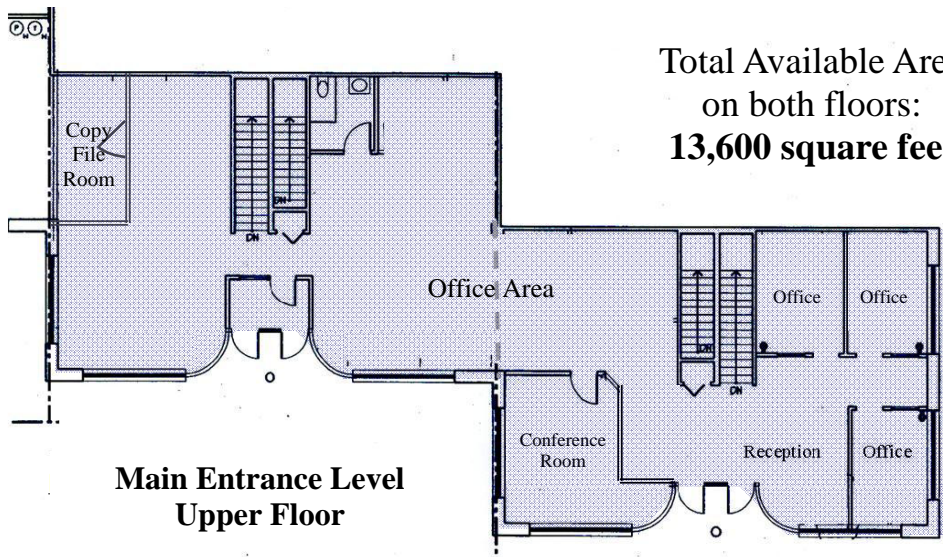 P T
H H
Total Available Are
on both floors:
13,600 square fee
Copy
File
Room
DN
DN
Office Area
Office
Office
DN
DN
Conference
Room
Reception
Office
Main Entrance Level
Upper Floor